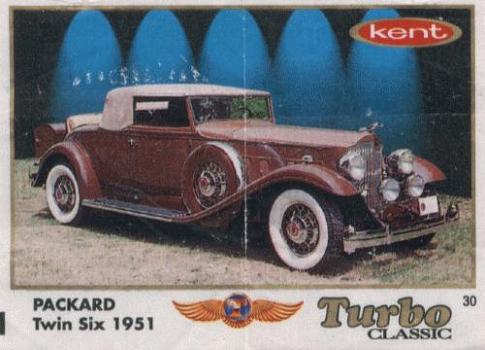 kent
PACKARD
Twin Six 1951
30
Turbo
CLASSIC